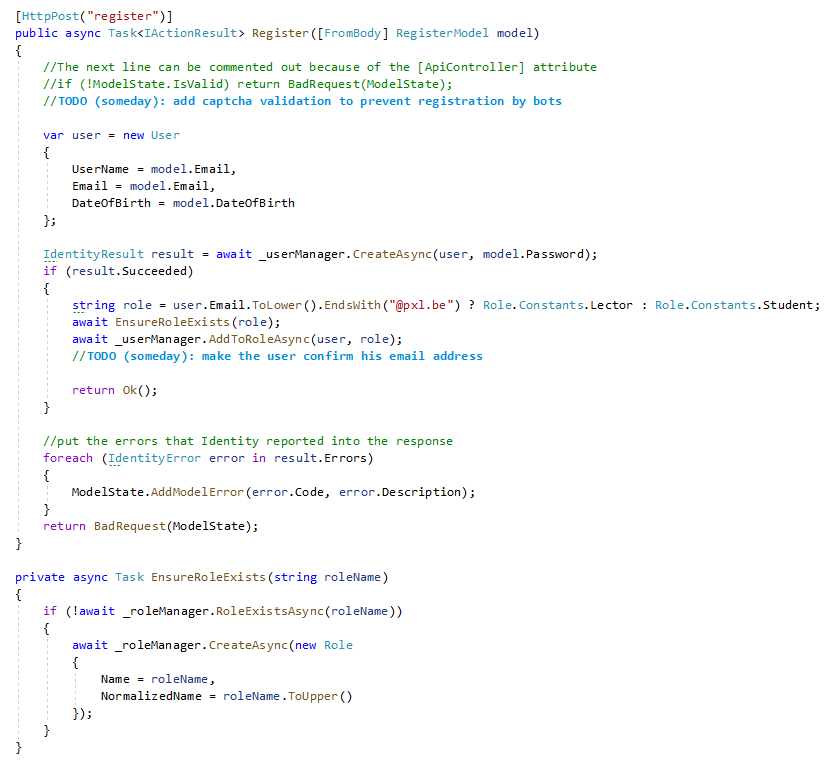 [HttpPost("register")]
public async Task<IActionResult> Register([FromBody] RegisterModel model)
{
    //The next line can be commented out because of the [ApiController] attribute
    //if (!ModelState.IsValid) return BadRequest(ModelState);
    //TODO (someday): add captcha validation to prevent registration by bots

    var user = new User
    {
        UserName = model.Email,
        Email = model.Email,
        DateOfBirth = model.DateOfBirth
    };

    IdentityResult result = await _userManager.CreateAsync(user, model.Password);
    if (result.Succeeded)
    {
        string role = user.Email.ToLower().EndsWith("@pxl.be") ? Role.Constants.Lector : Role.Constants.Student;
        await EnsureRoleExists(role);
        await _userManager.AddToRoleAsync(user, role);
        //TODO (someday): make the user confirm his email address

        return Ok();
    }

    //put the errors that Identity reported into the response
    foreach (IdentityError error in result.Errors)
    {
        ModelState.AddModelError(error.Code, error.Description);
    }
    return BadRequest(ModelState);
}

private async Task EnsureRoleExists(string roleName)
{
    if (!await _roleManager.RoleExistsAsync(roleName))
    {
        await _roleManager.CreateAsync(new Role
        {
            Name = roleName,
            NormalizedName = roleName.ToUpper()
        });
    }
}